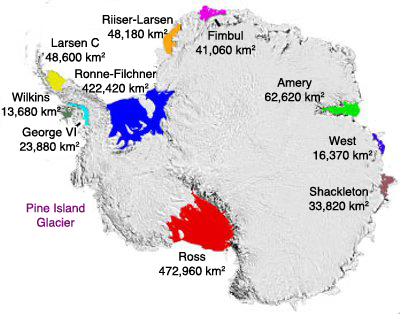 Riiser-Larsen
48,180 km²
Larsen C
48,600 km²
Fimbul
41,060 km²
Ronne-Filchner
422,420 km²
Amery
62,620 km²
Wilkins
13,680 km²
George VI
23,880 km²
West
16,370 km²
Shackleton
33,820 km²
Pine Island
Glacier
Ross
472,960 km²